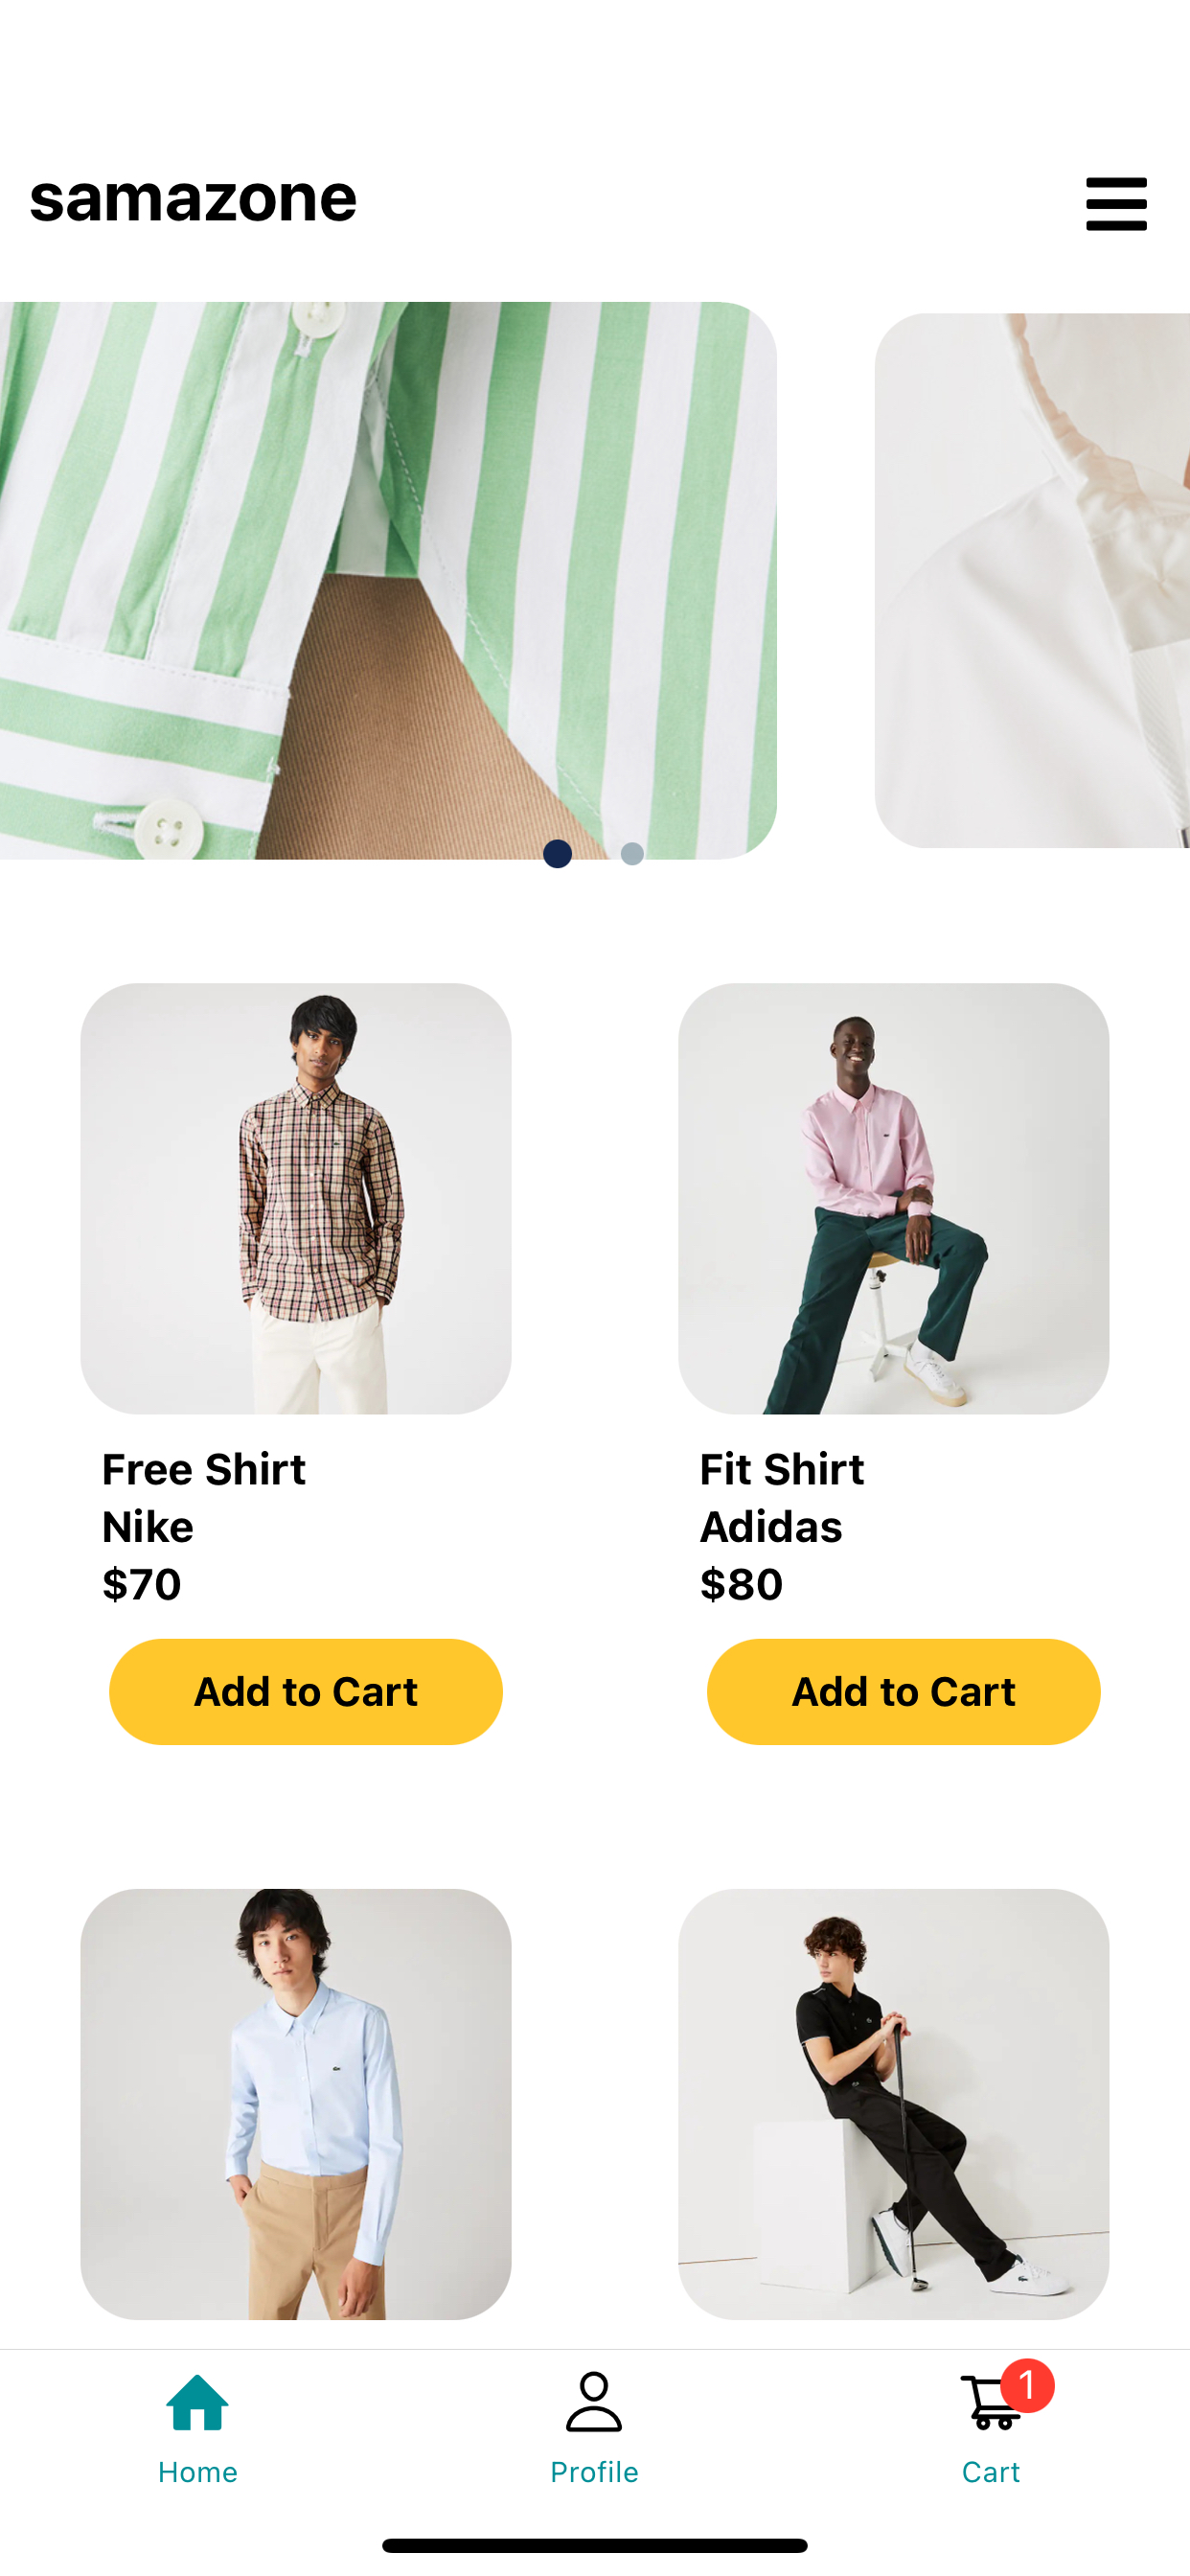 samazone
Free Shirt
Nike
$70
Add to Cart
Fit Shirt
Adidas
$80
Add to Cart
1
Home
Profile
Cart